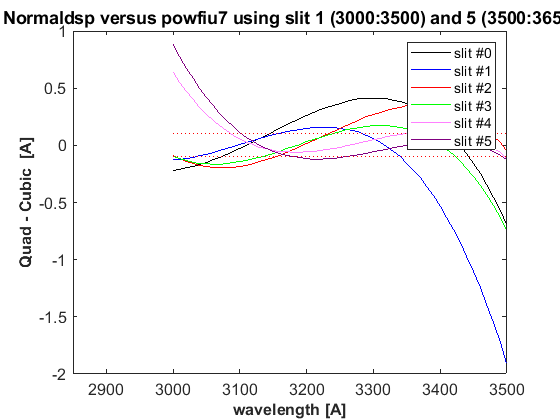 Normaldsp versus powfiu7 using slit 1 (3000:3500) and 5 (3500:365
1
0.5
0
-0.5
-1
-1.5
-2
Quad - Cubic [A]
2900
3000
3100
3200
3300
3400
3500
wavelength [A]
slit #0
slit #1
slit #2
slit #3
slit #4
slit #5